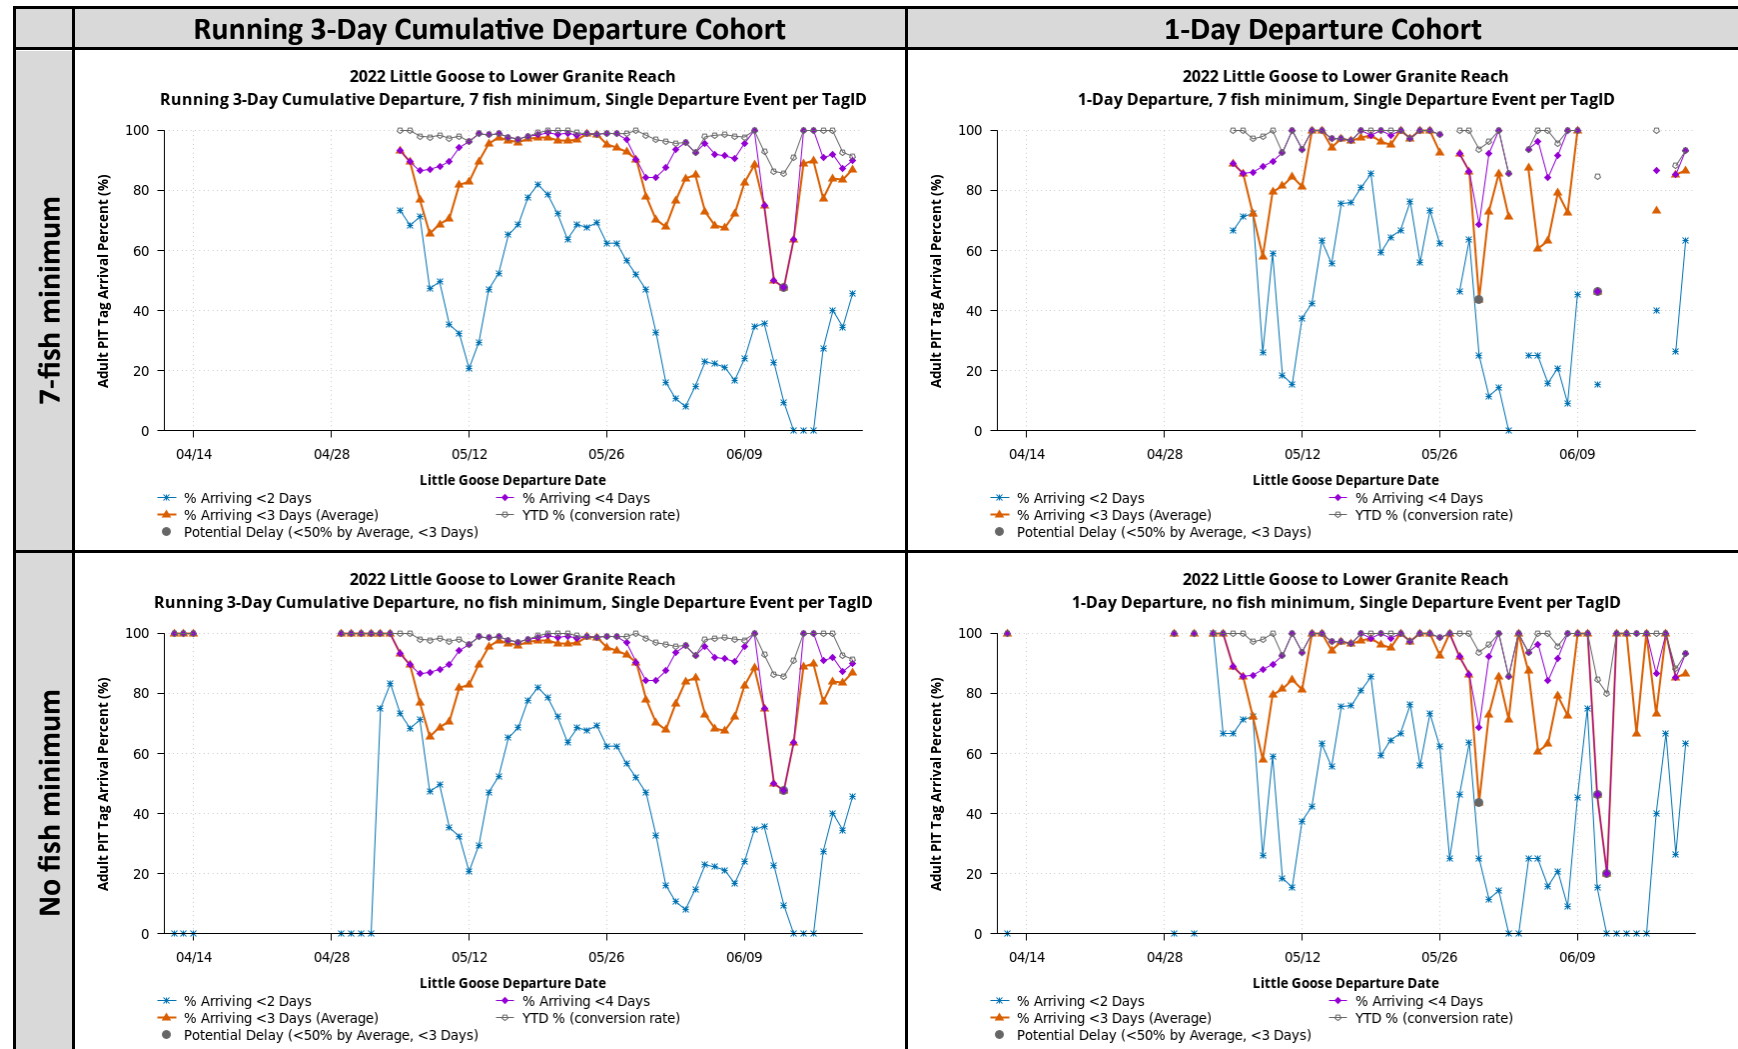 Running 3-Day Cumulative Departure Cohort
1-Day Departure Cohort
7-fish minimum
2022 Little Goose to Lower Granite Reach
Running 3-Day Cumulative Departure, 7 fish minimum, Single Departure Event per TagID
Adult PIT Tag Arrival Percent (%)
100
80
60
40
20
0
04/14 04/28 05/12 05/26 06/09
Little Goose Departure Date
% Arriving <2 Days % Arriving <4 Days
% Arriving <3 Days (Average) YTD % (conversion rate)
Potential Delay (<50% by Average, <3 Days)
2022 Little Goose to Lower Granite Reach
1-Day Departure, 7 fish minimum, Single Departure Event per TagID
Adult PIT Tag Arrival Percent (%)
100
80
60
40
20
0
04/14 04/28 05/12 05/26 06/09
Little Goose Departure Date
% Arriving <2 Days % Arriving <4 Days
% Arriving <3 Days (Average) YTD % (conversion rate)
Potential Delay (<50% by Average, <3 Days)
No fish minimum
2022 Little Goose to Lower Granite Reach
Running 3-Day Cumulative Departure, no fish minimum, Single Departure Event per TagID
Adult PIT Tag Arrival Percent (%)
100
80
60
40
20
0
04/14 04/28 05/12 05/26 06/09
Little Goose Departure Date
% Arriving <2 Days % Arriving <4 Days
% Arriving <3 Days (Average) YTD % (conversion rate)
Potential Delay (<50% by Average, <3 Days)
2022 Little Goose to Lower Granite Reach
1-Day Departure, no fish minimum, Single Departure Event per TagID
Adult PIT Tag Arrival Percent (%)
100
80
60
40
20
0
04/14 04/28 05/12 05/26 06/09
Little Goose Departure Date
% Arriving <2 Days % Arriving <4 Days
% Arriving <3 Days (Average) YTD % (conversion rate)
Potential Delay (<50% by Average, <3 Days)